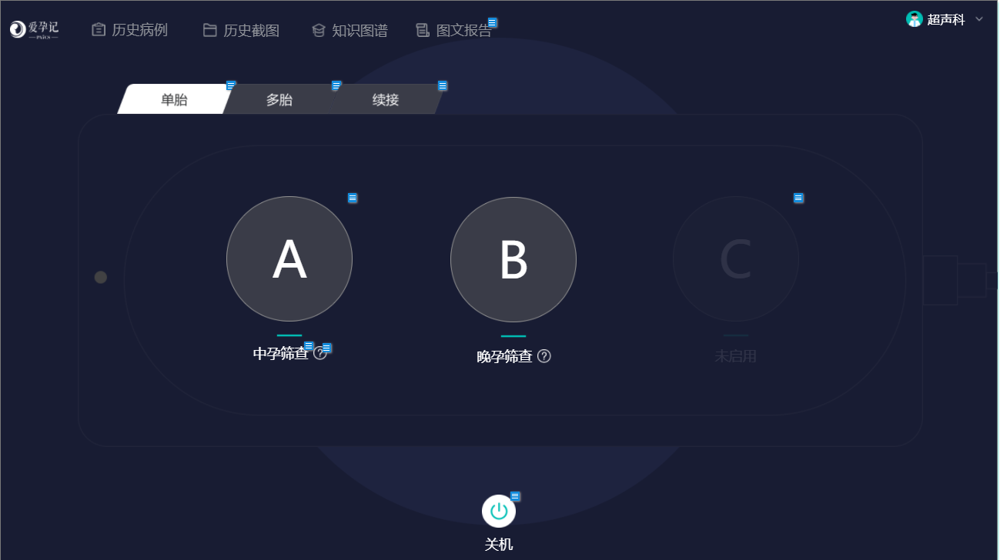 爱孕记
历史病例
历史截图
知识图谱
图文报告
超声科
单胎
多胎
续接
A
B
C
中孕筛查
晚孕筛查
未启用
关机